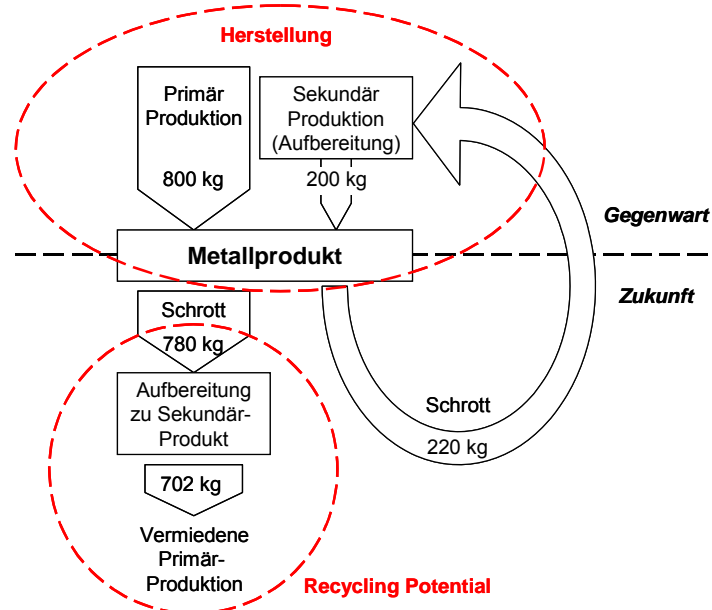 Herstellung
Primär
Produktion
800 kg
Sekundär
Produktion
(Aufbereitung)
200 kg
Gegenwart
Metallprodukt
Zukunft
Schrott
780 kg
Aufbereitung
zu Sekundär-
Produkt
Schrott
220 kg
702 kg
Vermiedene
Primär-
Produktion
Recycling Potential